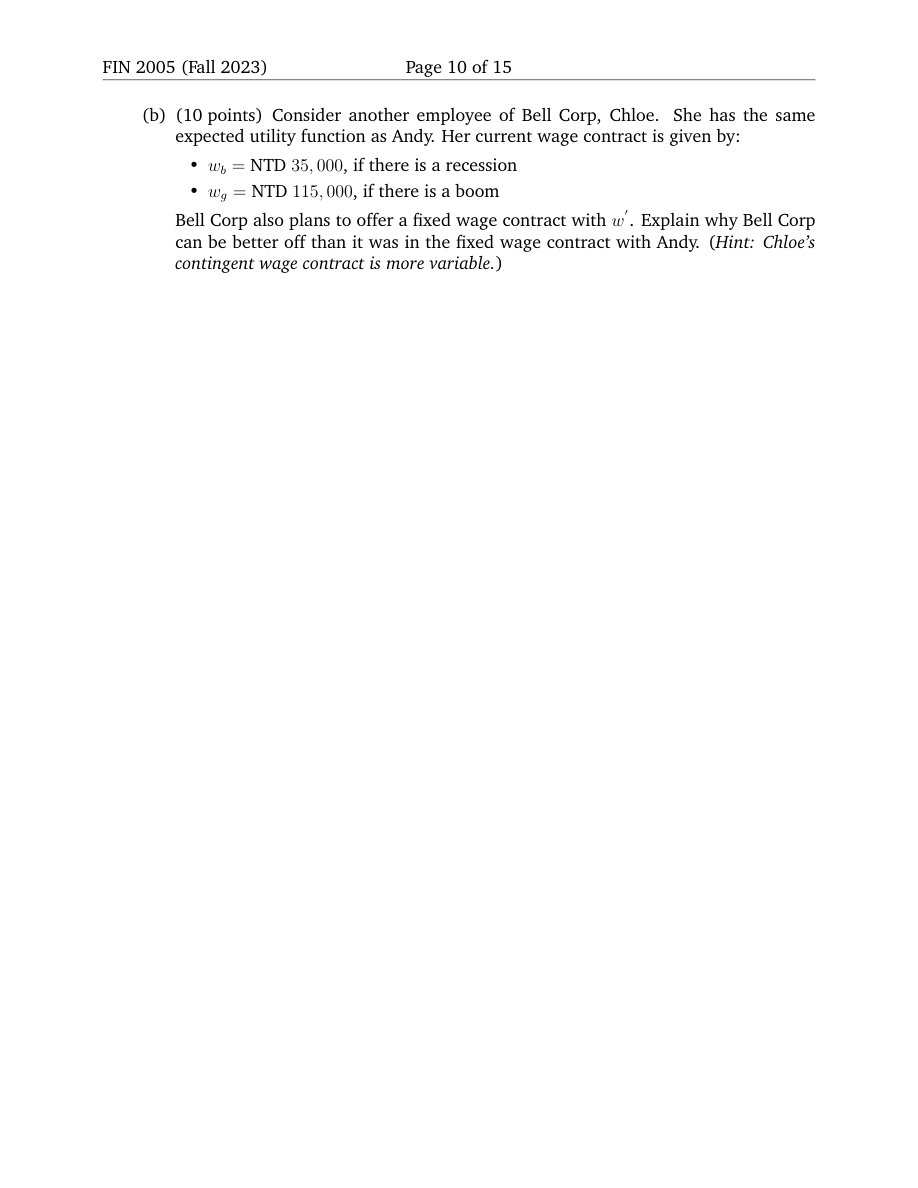 FIN 2005 (Fall 2023) Page 10 of 15
(b) (10 points) Consider another employee of Bell Corp, Chloe. She has the same
expected utility function as Andy. Her current wage contract is given by:
• w_b = NTD 35,000, if there is a recession
• w_g = NTD 115,000, if there is a boom
Bell Corp also plans to offer a fixed wage contract with w′. Explain why Bell Corp
can be better off than it was in the fixed wage contract with Andy. (Hint: Chloe's
contingent wage contract is more variable.)